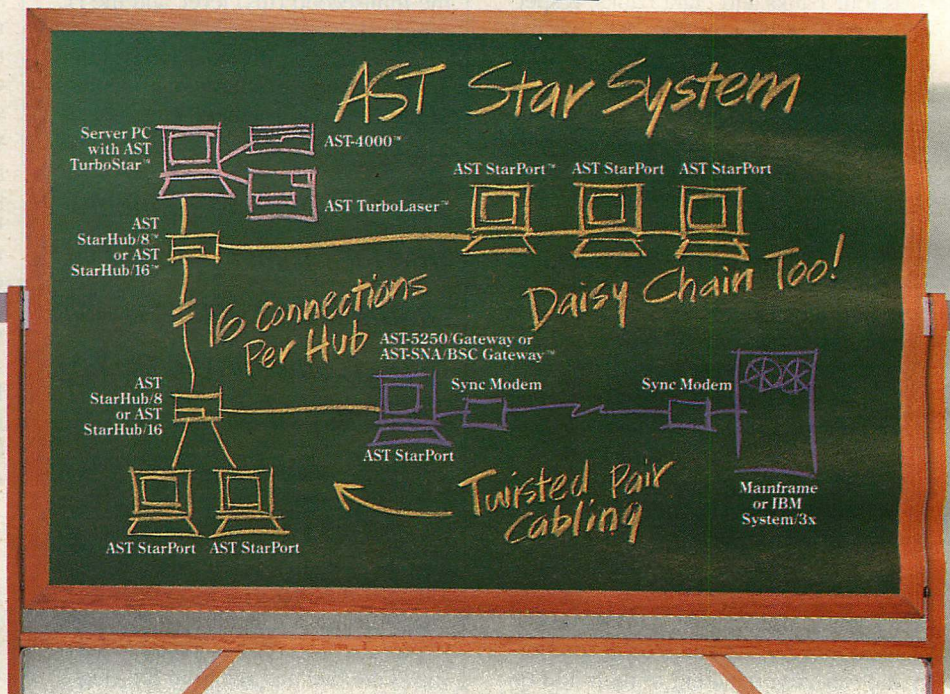 AST Star System
Server PC
with AST
TurboStar™
AST-4000™
AST TurboLaser™
AST StarPort™
AST StarPort
AST StarPort
AST
StarHub/8™
or AST
StarHub/16™
Daisy Chain Too!
16 Connections
Per Hub
AST-5250/Gateway or
AST-SNA/BSC Gateway™
Sync Modem
Sync Modem
AST
StarHub/8
or AST
StarHub/16
AST StarPort
Twisted Pair
Cabling
Mainframe
or IBM
System/3x
AST StarPort
AST StarPort